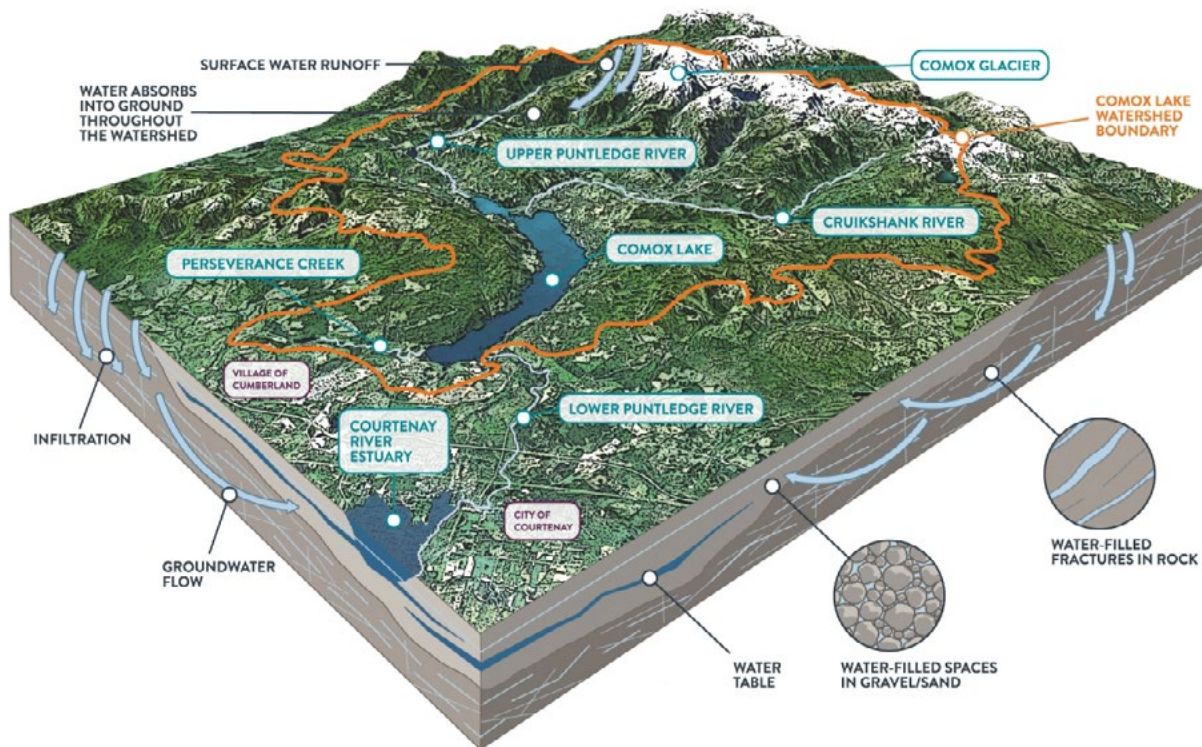 SURFACE WATER RUNOFF
COMOX GLACIER
WATER ABSORBS
INTO GROUND
THROUGHOUT
THE WATERSHED
COMOX LAKE
WATERSHED
BOUNDARY
UPPER PUNTLEDGE RIVER
CRUIKSHANK RIVER
PERSEVERANCE CREEK
COMOX LAKE
VILLAGE OF
CUMBERLAND
LOWER PUNTLEDGE RIVER
INFILTRATION
COURTENAY
RIVER
ESTUARY
CITY OF
COURTENAY
GROUNDWATER
FLOW
WATER-FILLED
FRACTURES IN ROCK
WATER
TABLE
WATER-FILLED SPACES
IN GRAVEL/SAND